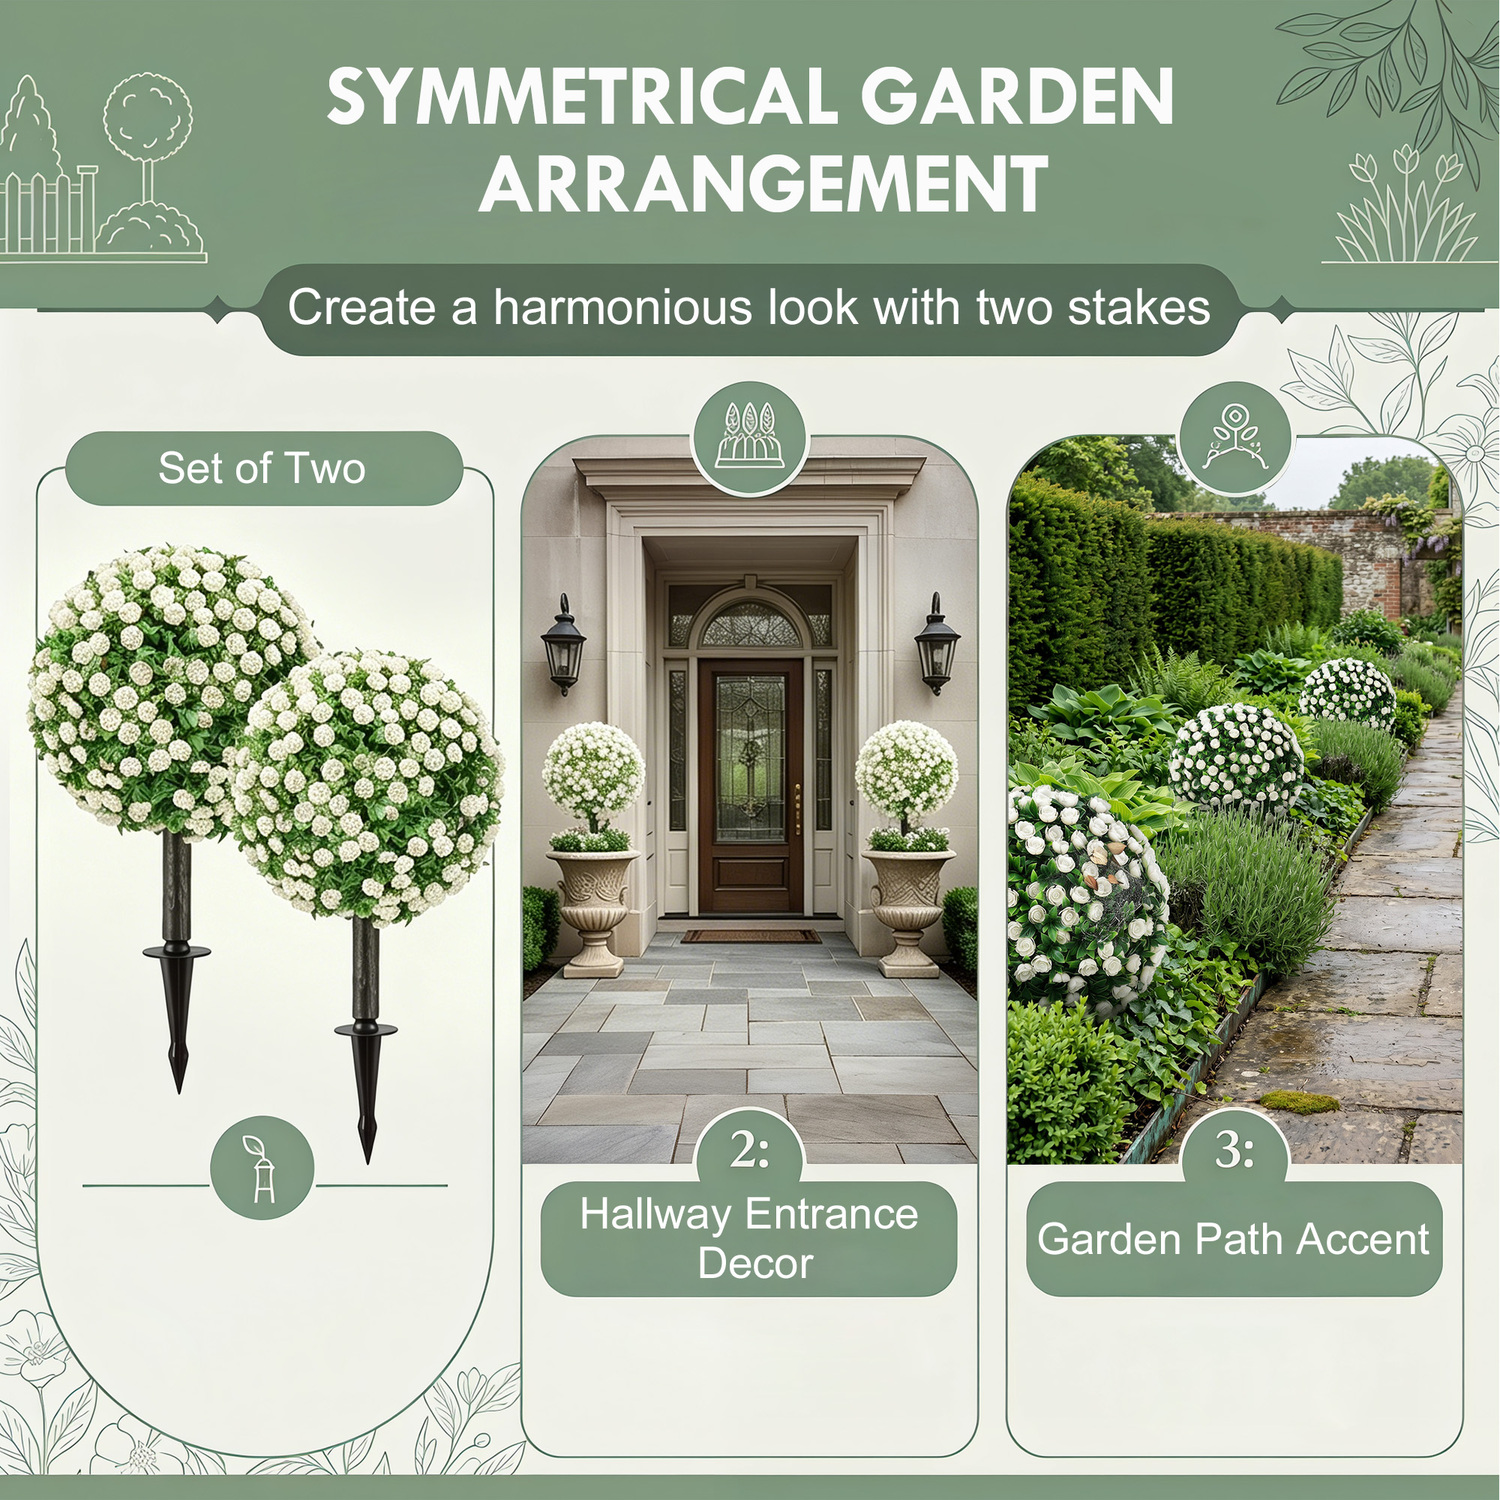 SYMMETRICAL GARDEN
ARRANGEMENT
Create a harmonious look with two stakes
Set of Two
2:
Hallway Entrance
Decor
3:
Garden Path Accent